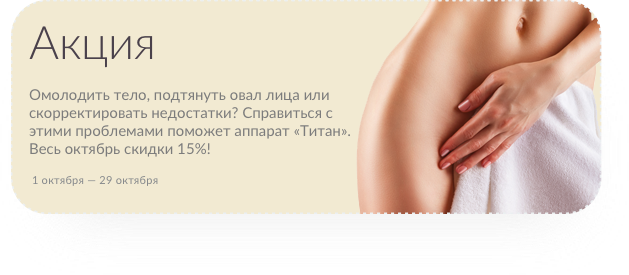 Акция
Омолодить тело, подтянуть овал лица или
скорректировать недостатки? Справиться с
этими проблемами поможет аппарат «Титан».
Весь октябрь скидки 15%!
1 октября — 29 октября